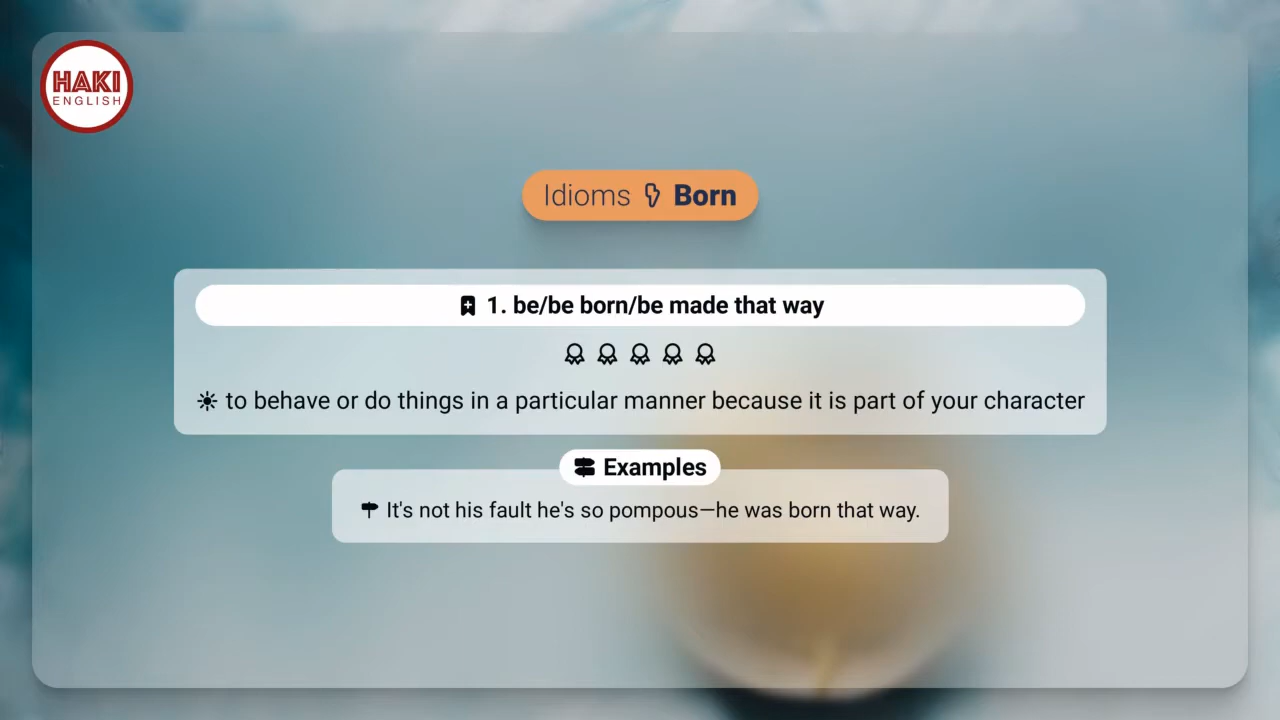 HAKI
ENGLISH
Idioms Born
1. be/be born/be made that way
to behave or do things in a particular manner because it is part of your character
Examples
It's not his fault he's so pompous—he was born that way.